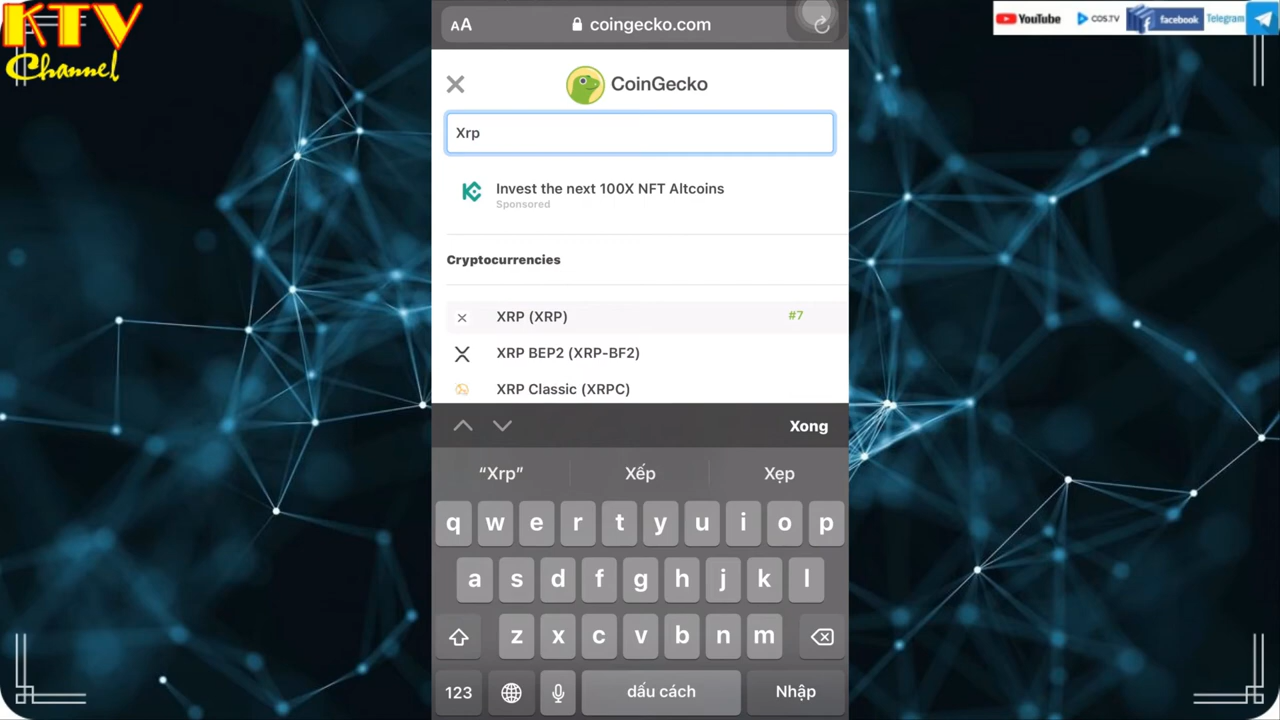 KTV
Channel
AA
coingecko.com
YouTube
COS.TV
facebook
Telegram
CoinGecko
Xrp
Invest the next 100X NFT Altcoins
Sponsored
Cryptocurrencies
XRP (XRP) #7
XRP BEP2 (XRP-BF2)
XRP Classic (XRPC)
Xong
“Xrp” Xếp Xẹp
q w e r t y u i o p
a s d f g h j k l
z x c v b n m
123 dấu cách Nhập